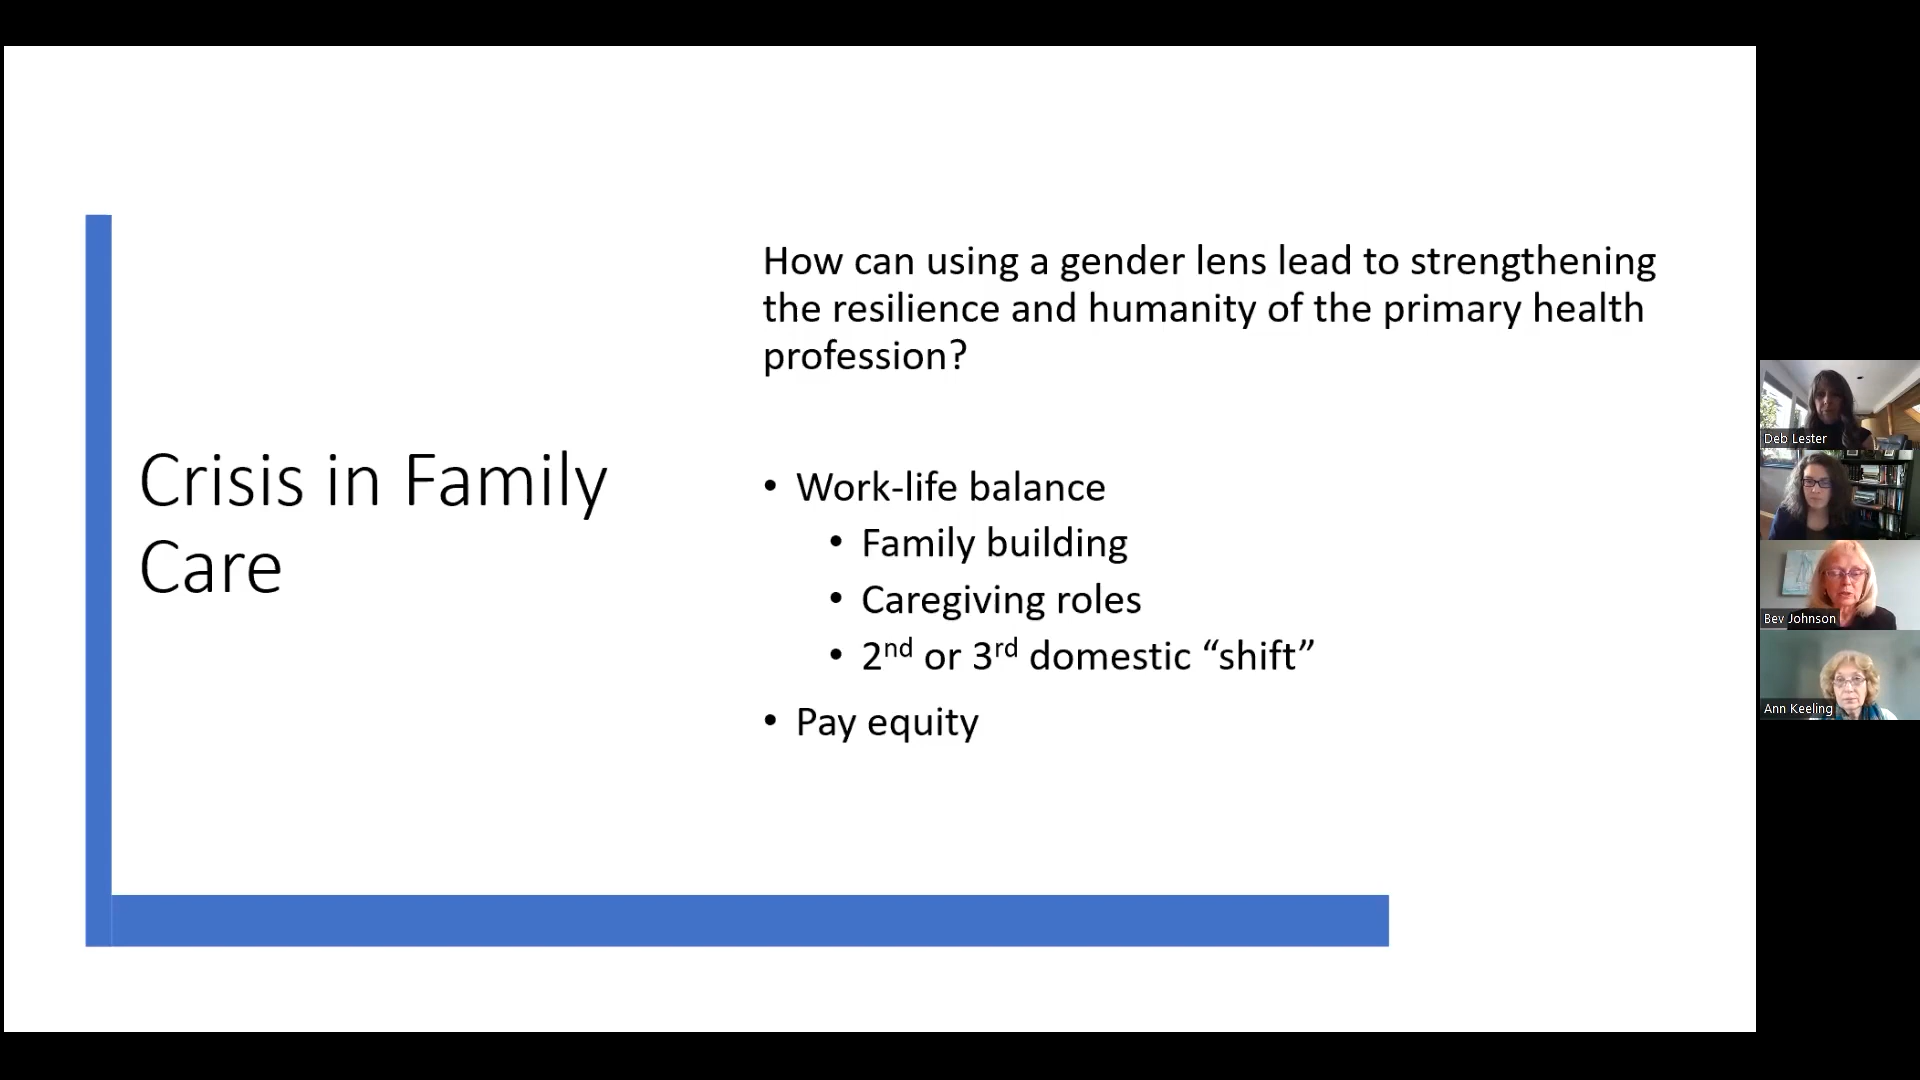 Crisis in Family
Care
How can using a gender lens lead to strengthening
the resilience and humanity of the primary health
profession?
• Work-life balance
• Family building
• Caregiving roles
• 2nd or 3rd domestic “shift”
• Pay equity
Deb Lester
Bev Johnson
Ann Keeling